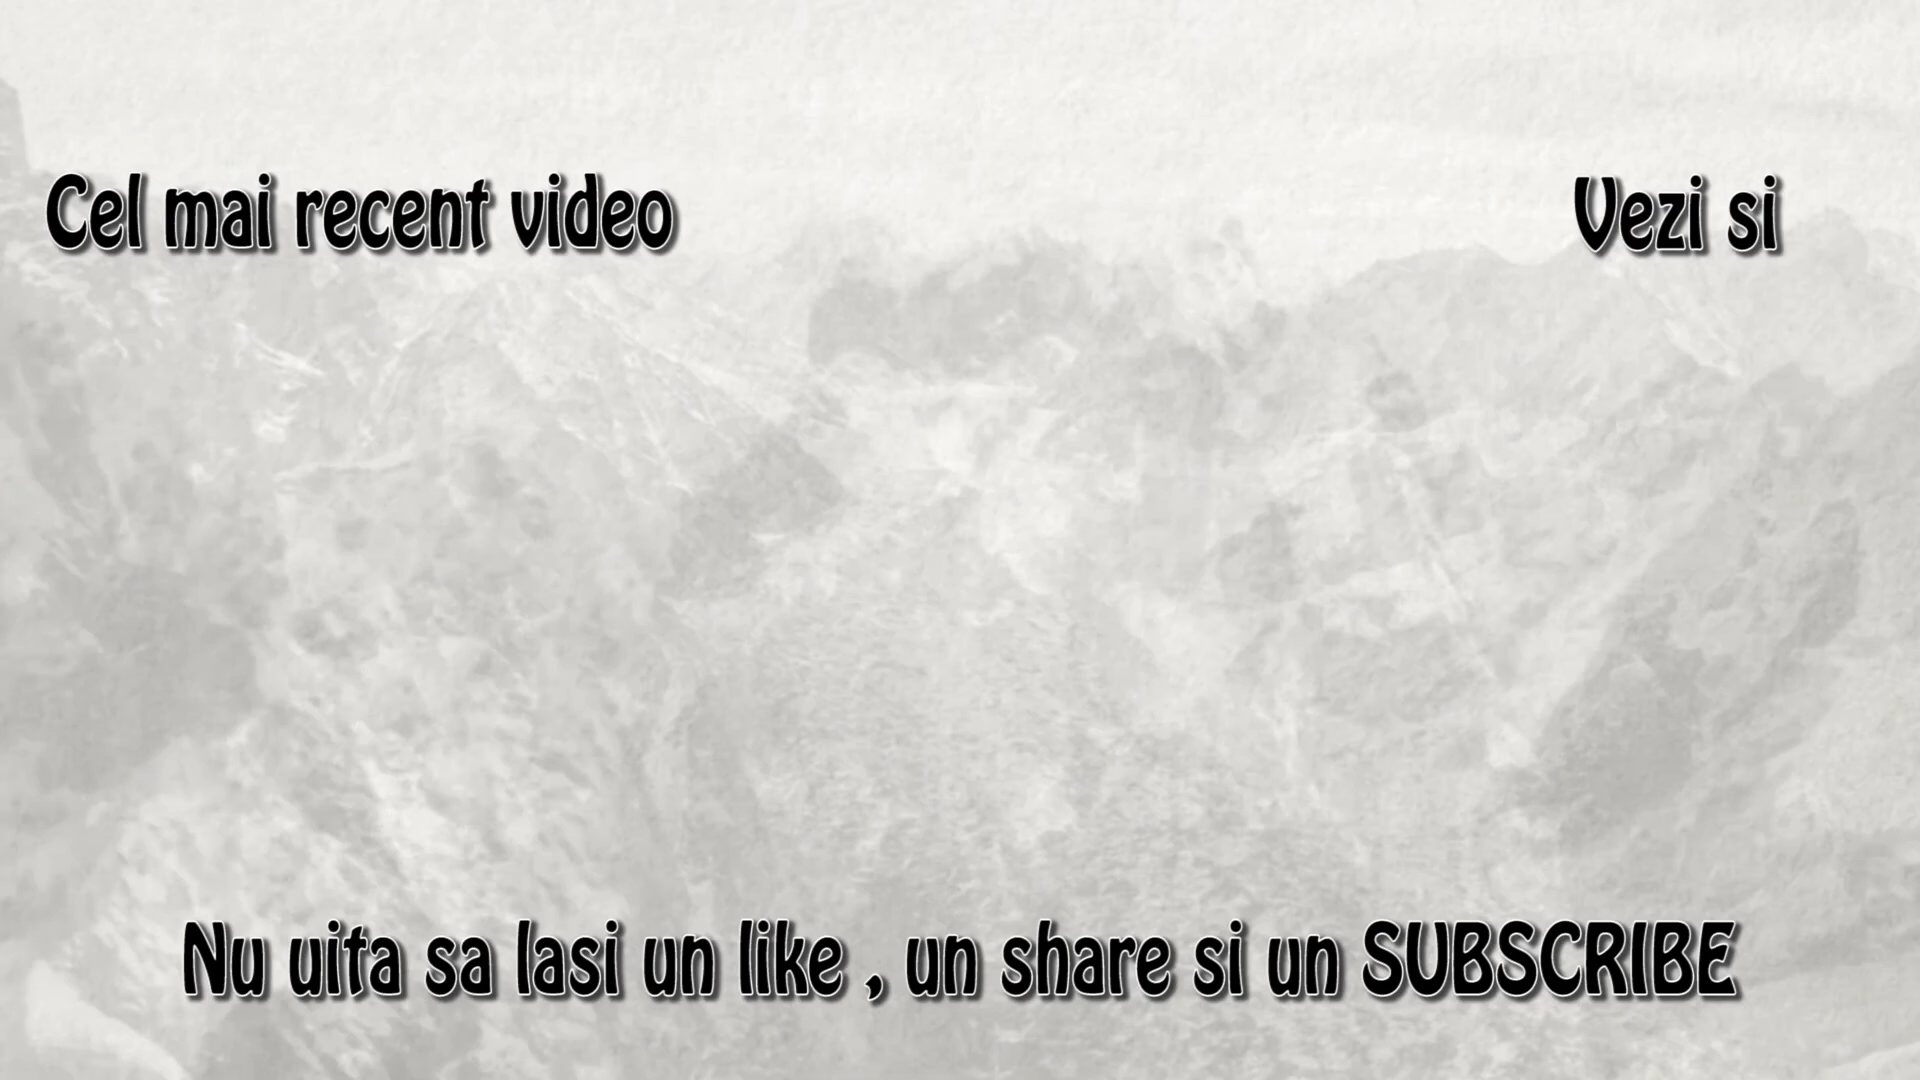 Cel mai recent video
Vezi si
Nu uita sa lasi un like , un share si un SUBSCRIBE